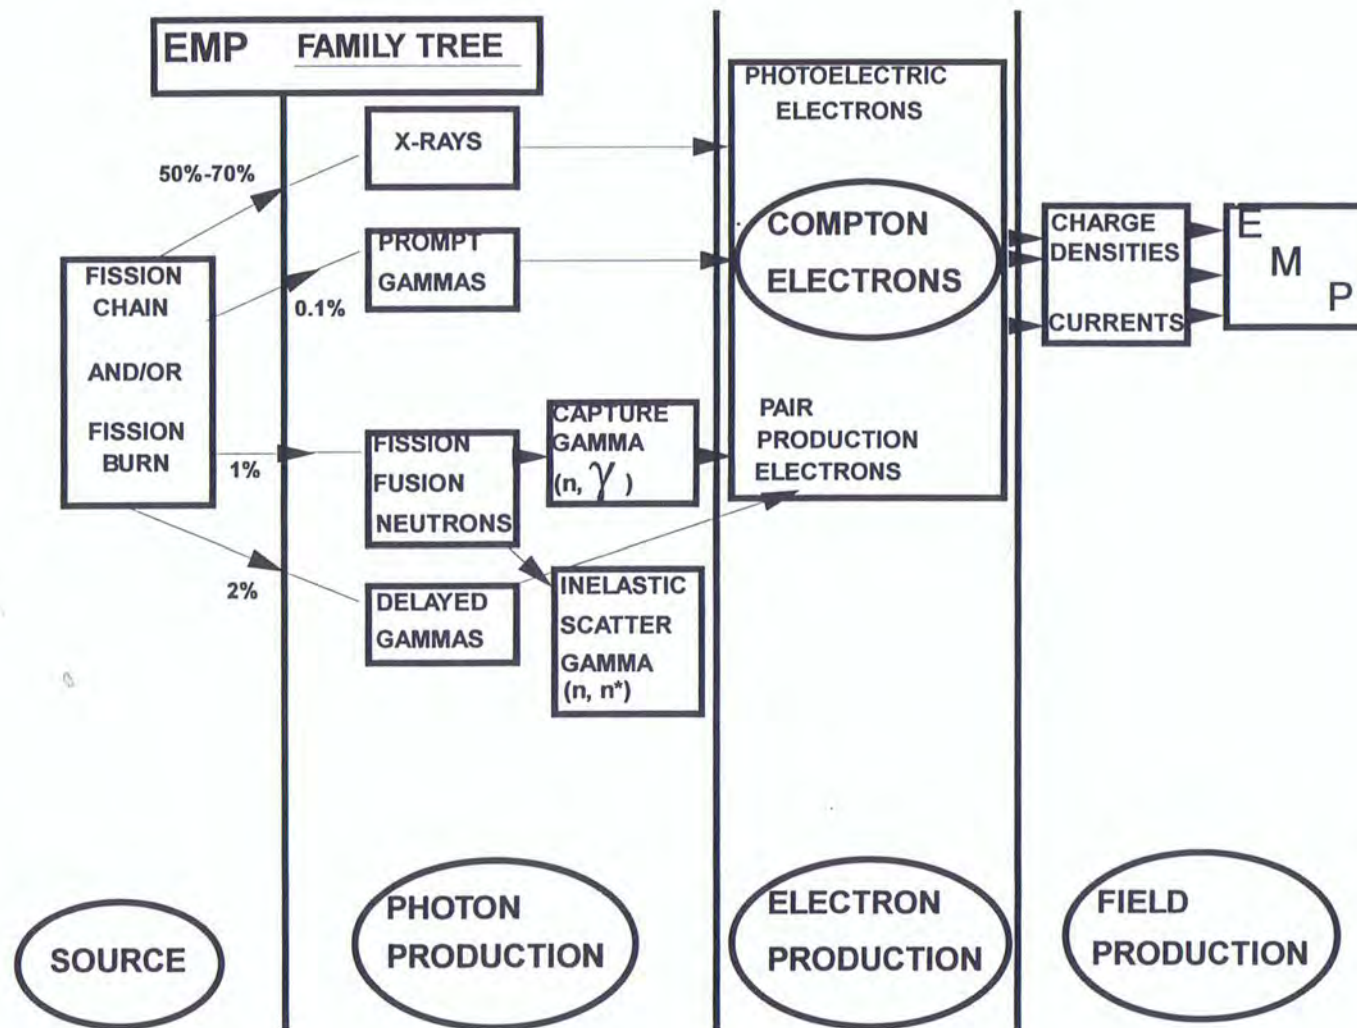 EMP FAMILY TREE
50%-70%
FISSION
CHAIN
AND/OR
FISSION
BURN
0.1%
1%
2%
X-RAYS
PROMPT
GAMMAS
FISSION
FUSION
NEUTRONS
DELAYED
GAMMAS
CAPTURE
GAMMA
(n, γ )
INELASTIC
SCATTER
GAMMA
(n, n*)
PHOTOELECTRIC
ELECTRONS
COMPTON
ELECTRONS
PAIR
PRODUCTION
ELECTRONS
CHARGE
DENSITIES
CURRENTS
E
M
P
SOURCE
PHOTON
PRODUCTION
ELECTRON
PRODUCTION
FIELD
PRODUCTION